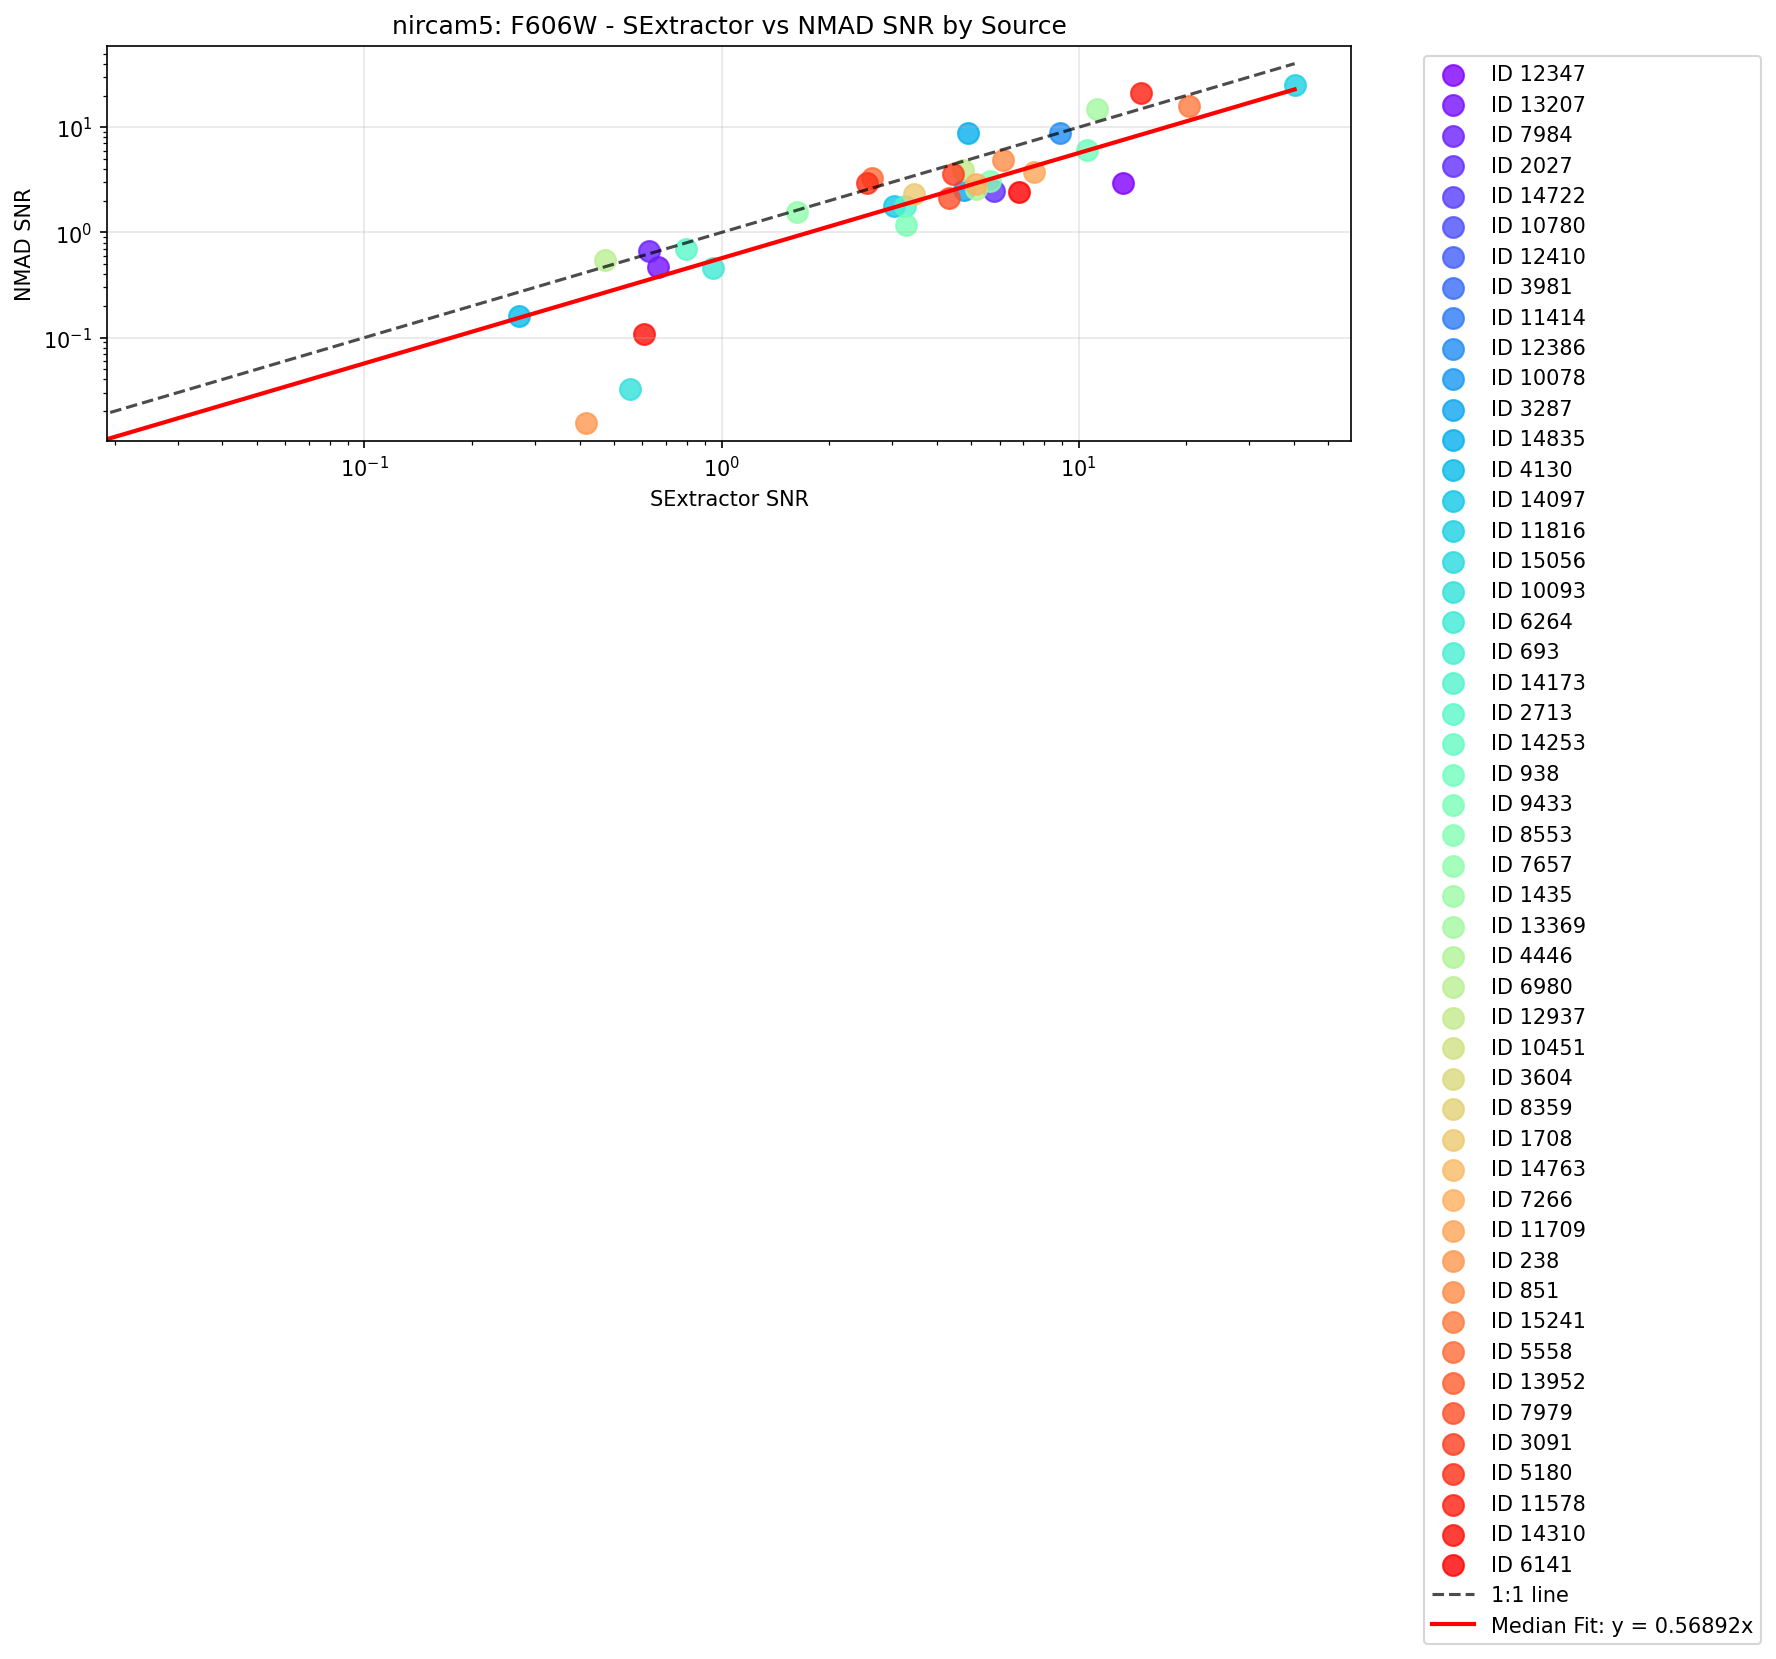 nircam5: F606W - SExtractor vs NMAD SNR by Source
NMAD SNR
10¹
10⁰
10⁻¹
10⁻¹
10⁰
10¹
SExtractor SNR
ID 12347
ID 13207
ID 7984
ID 2027
ID 14722
ID 10780
ID 12410
ID 3981
ID 11414
ID 12386
ID 10078
ID 3287
ID 14835
ID 4130
ID 14097
ID 11816
ID 15056
ID 10093
ID 6264
ID 693
ID 14173
ID 2713
ID 14253
ID 938
ID 9433
ID 8553
ID 7657
ID 1435
ID 13369
ID 4446
ID 6980
ID 12937
ID 10451
ID 3604
ID 8359
ID 1708
ID 14763
ID 7266
ID 11709
ID 238
ID 851
ID 15241
ID 5558
ID 13952
ID 7979
ID 3091
ID 5180
ID 11578
ID 14310
ID 6141
1:1 line
Median Fit: y = 0.56892x